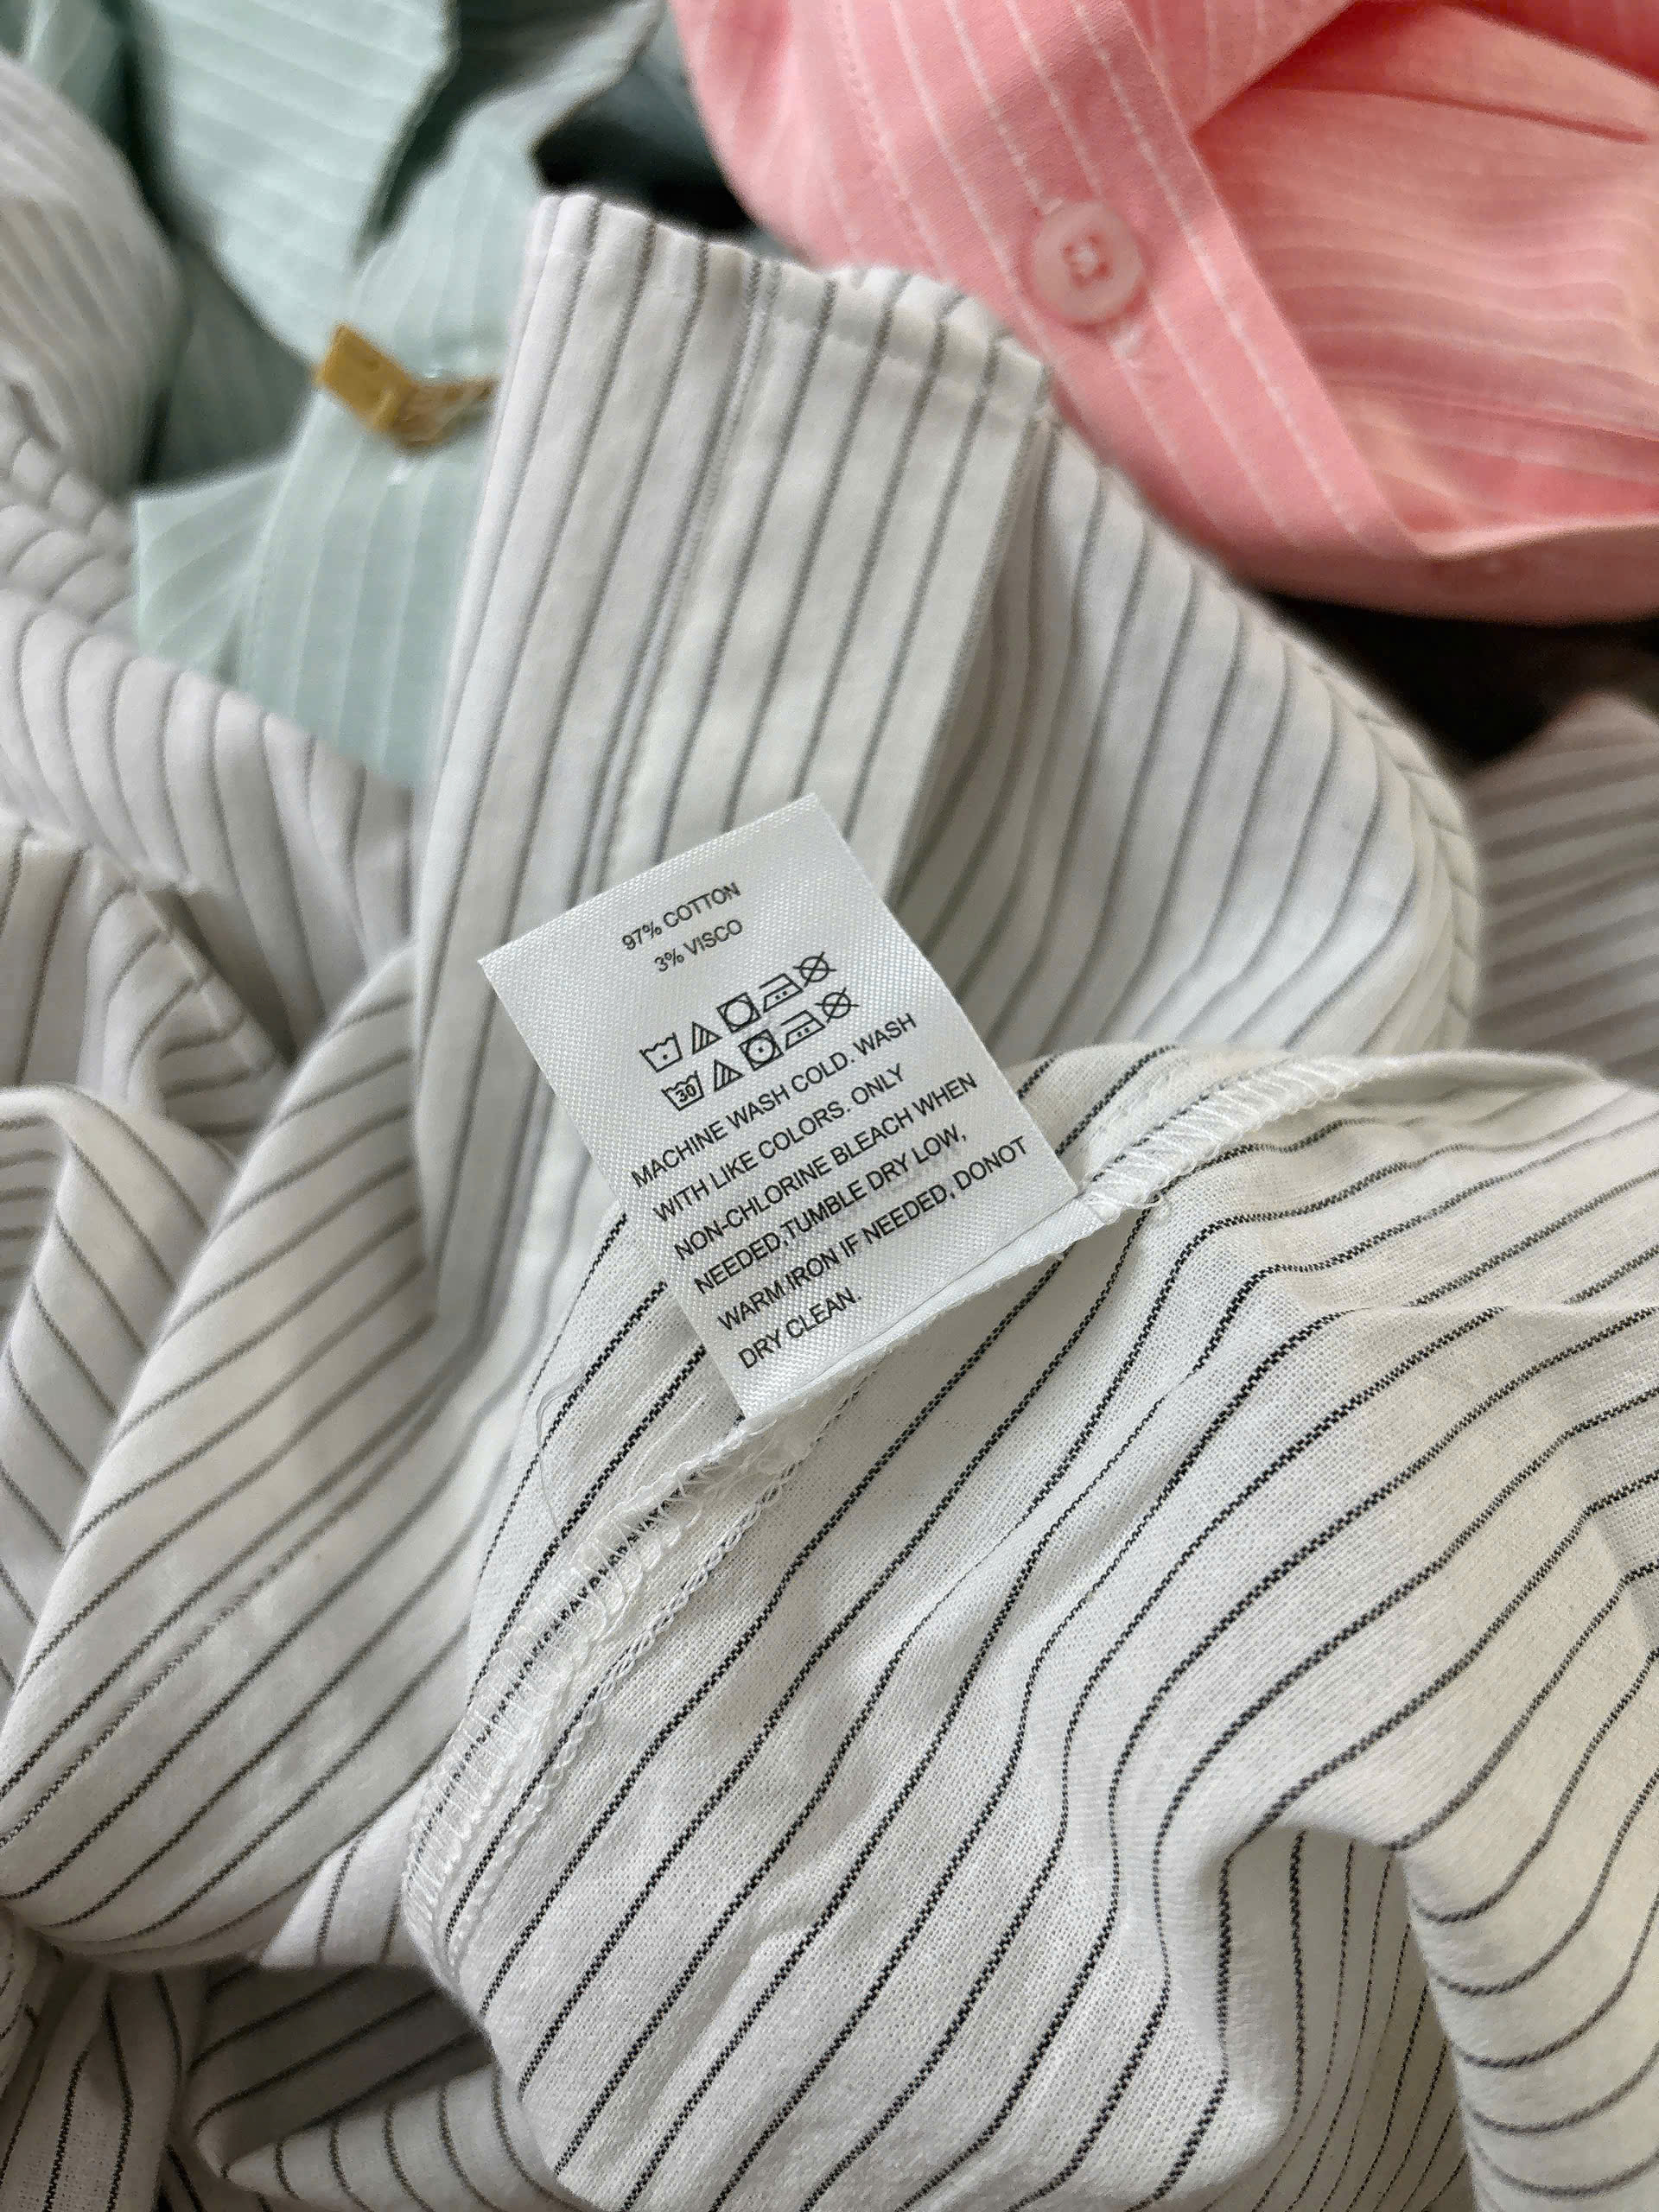 97% COTTON
3% VISCO
30
MACHINE WASH COLD. WASH
WITH LIKE COLORS. ONLY
NON-CHLORINE BLEACH WHEN
NEEDED,TUMBLE DRY LOW,
WARM.IRON IF NEEDED, DONOT
DRY CLEAN.